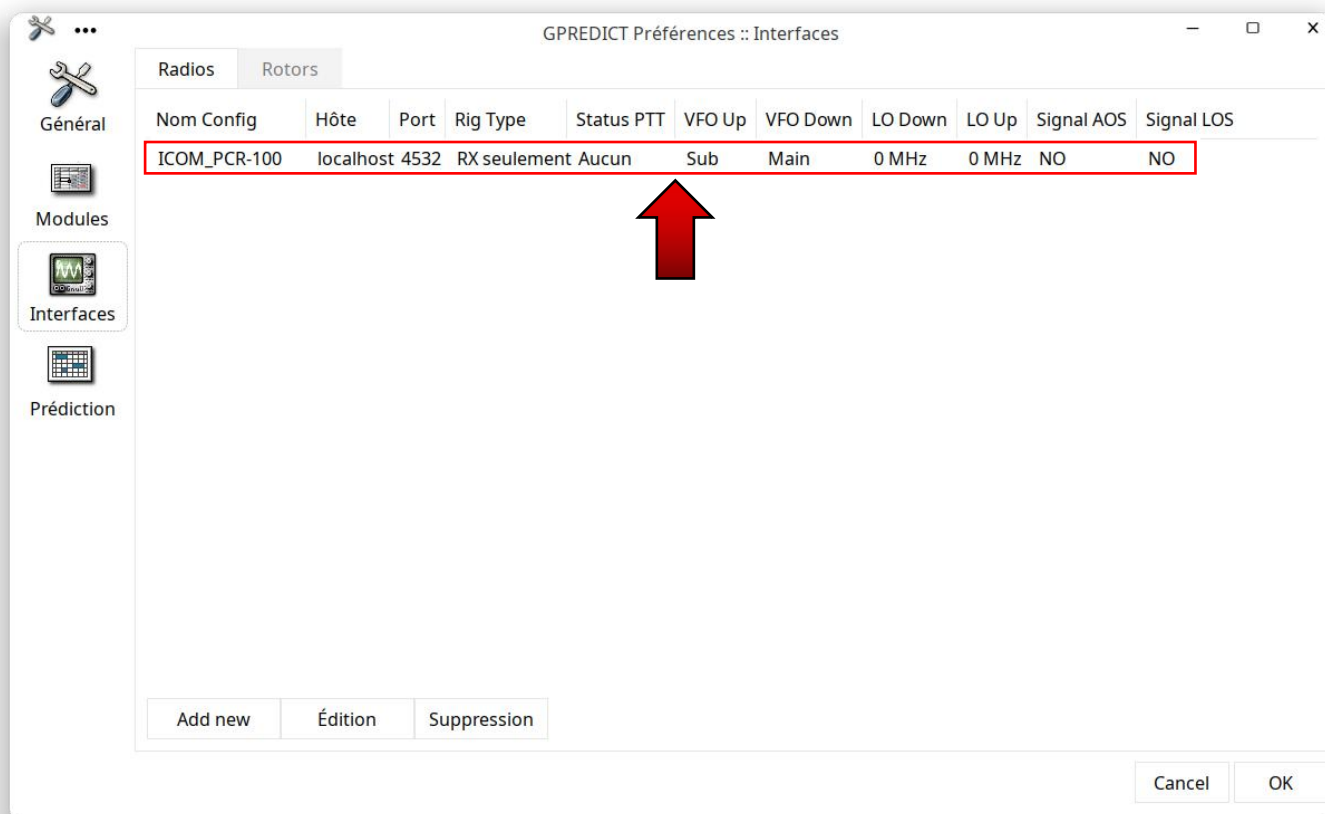 GPREDICT Préférences :: Interfaces
Général
Modules
Interfaces
Prédiction
Radios Rotors
Nom Config Hôte Port Rig Type Status PTT VFO Up VFO Down LO Down LO Up Signal AOS Signal LOS
ICOM_PCR-100 localhost 4532 RX seulement Aucun Sub Main 0 MHz 0 MHz NO NO
Add new Édition Suppression
Cancel OK